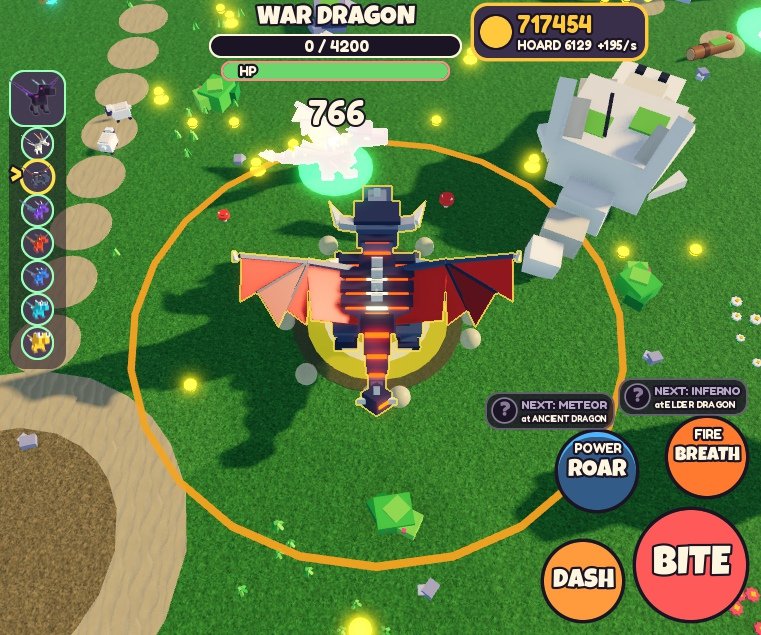 WAR DRAGON
0 / 4200
HP
717454
HOARD 6129 +195/s
766
>
?
NEXT: METEOR
at ANCIENT DRAGON
?
NEXT: INFERNO
at ELDER DRAGON
POWER
ROAR
FIRE
BREATH
DASH
BITE